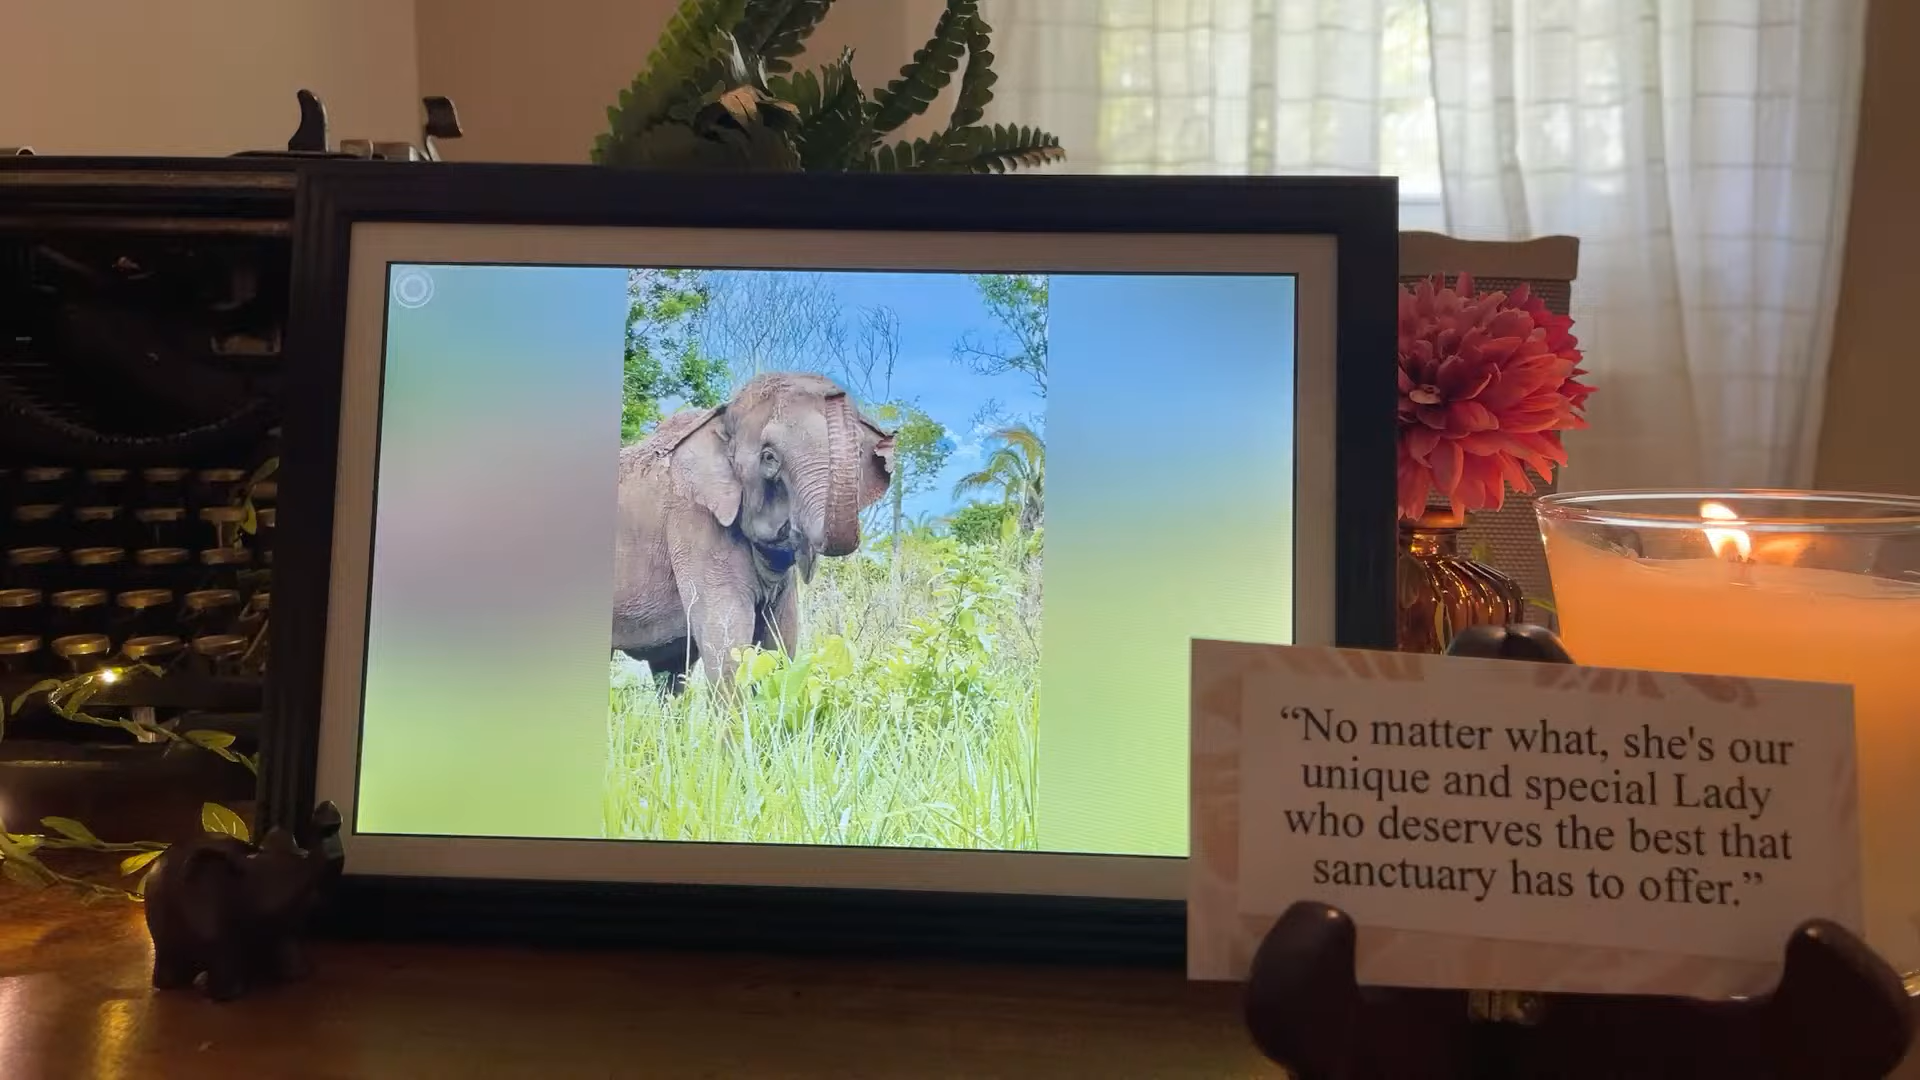 “No matter what, she's our
unique and special Lady
who deserves the best that
sanctuary has to offer.”